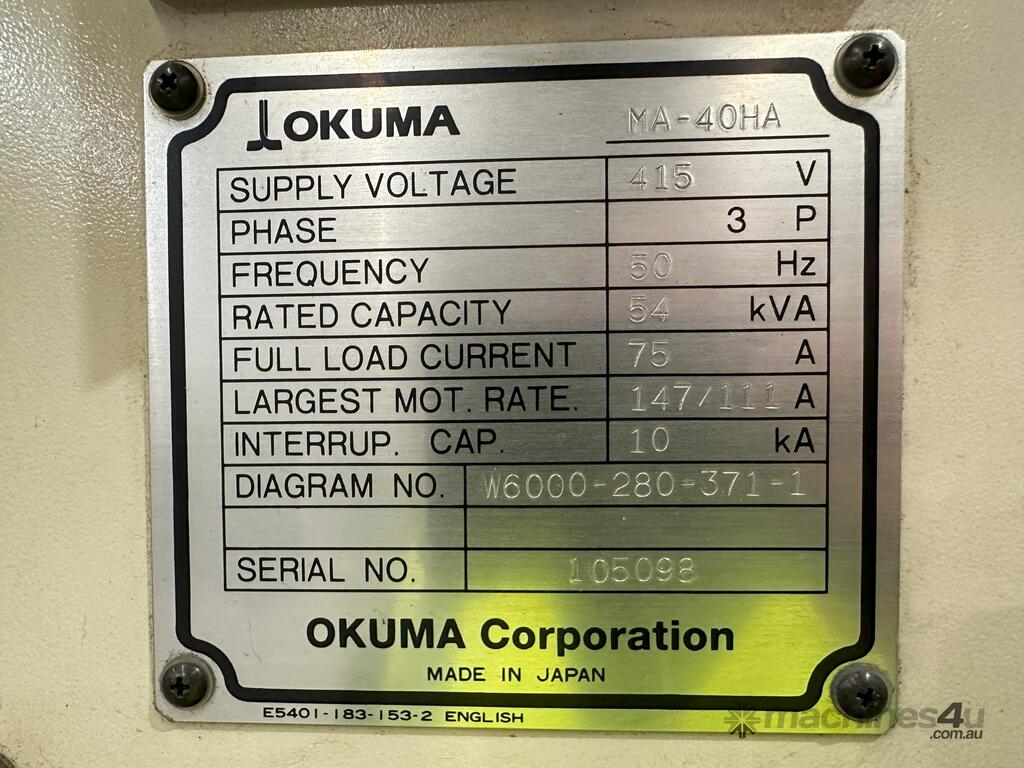 OKUMA MA-40HA
SUPPLY VOLTAGE 415 V
PHASE 3 P
FREQUENCY 50 Hz
RATED CAPACITY 54 kVA
FULL LOAD CURRENT 75 A
LARGEST MOT. RATE. 147/111 A
INTERRUP. CAP. 10 kA
DIAGRAM NO. W6000-280-371-1
SERIAL NO. 105098
OKUMA Corporation
MADE IN JAPAN
E5401-183-153-2 ENGLISH
machines4u
.com.au